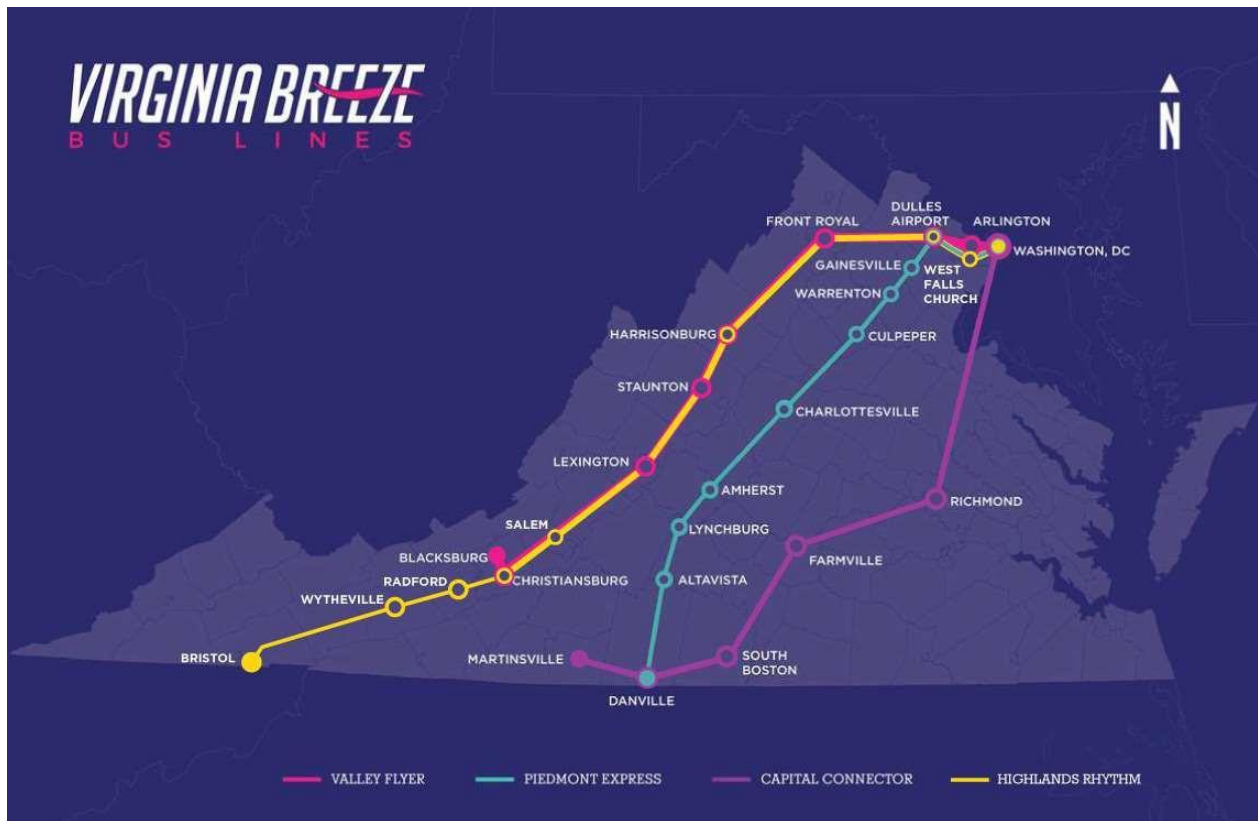 VIRGINIA BREEZE
BUS LINES
N
FRONT ROYAL
DULLES
AIRPORT
ARLINGTON
WASHINGTON, DC
GAINESVILLE
WEST
FALLS
CHURCH
WARRENTON
HARRISONBURG
CULPEPER
STAUNTON
CHARLOTTESVILLE
LEXINGTON
AMHERST
RICHMOND
SALEM
LYNCHBURG
BLACKSBURG
FARMVILLE
CHRISTIANSBURG
ALTAVISTA
RADFORD
WYTHEVILLE
BRISTOL
MARTINSVILLE
SOUTH
BOSTON
DANVILLE
VALLEY FLYER
PIEDMONT EXPRESS
CAPITAL CONNECTOR
HIGHLANDS RHYTHM